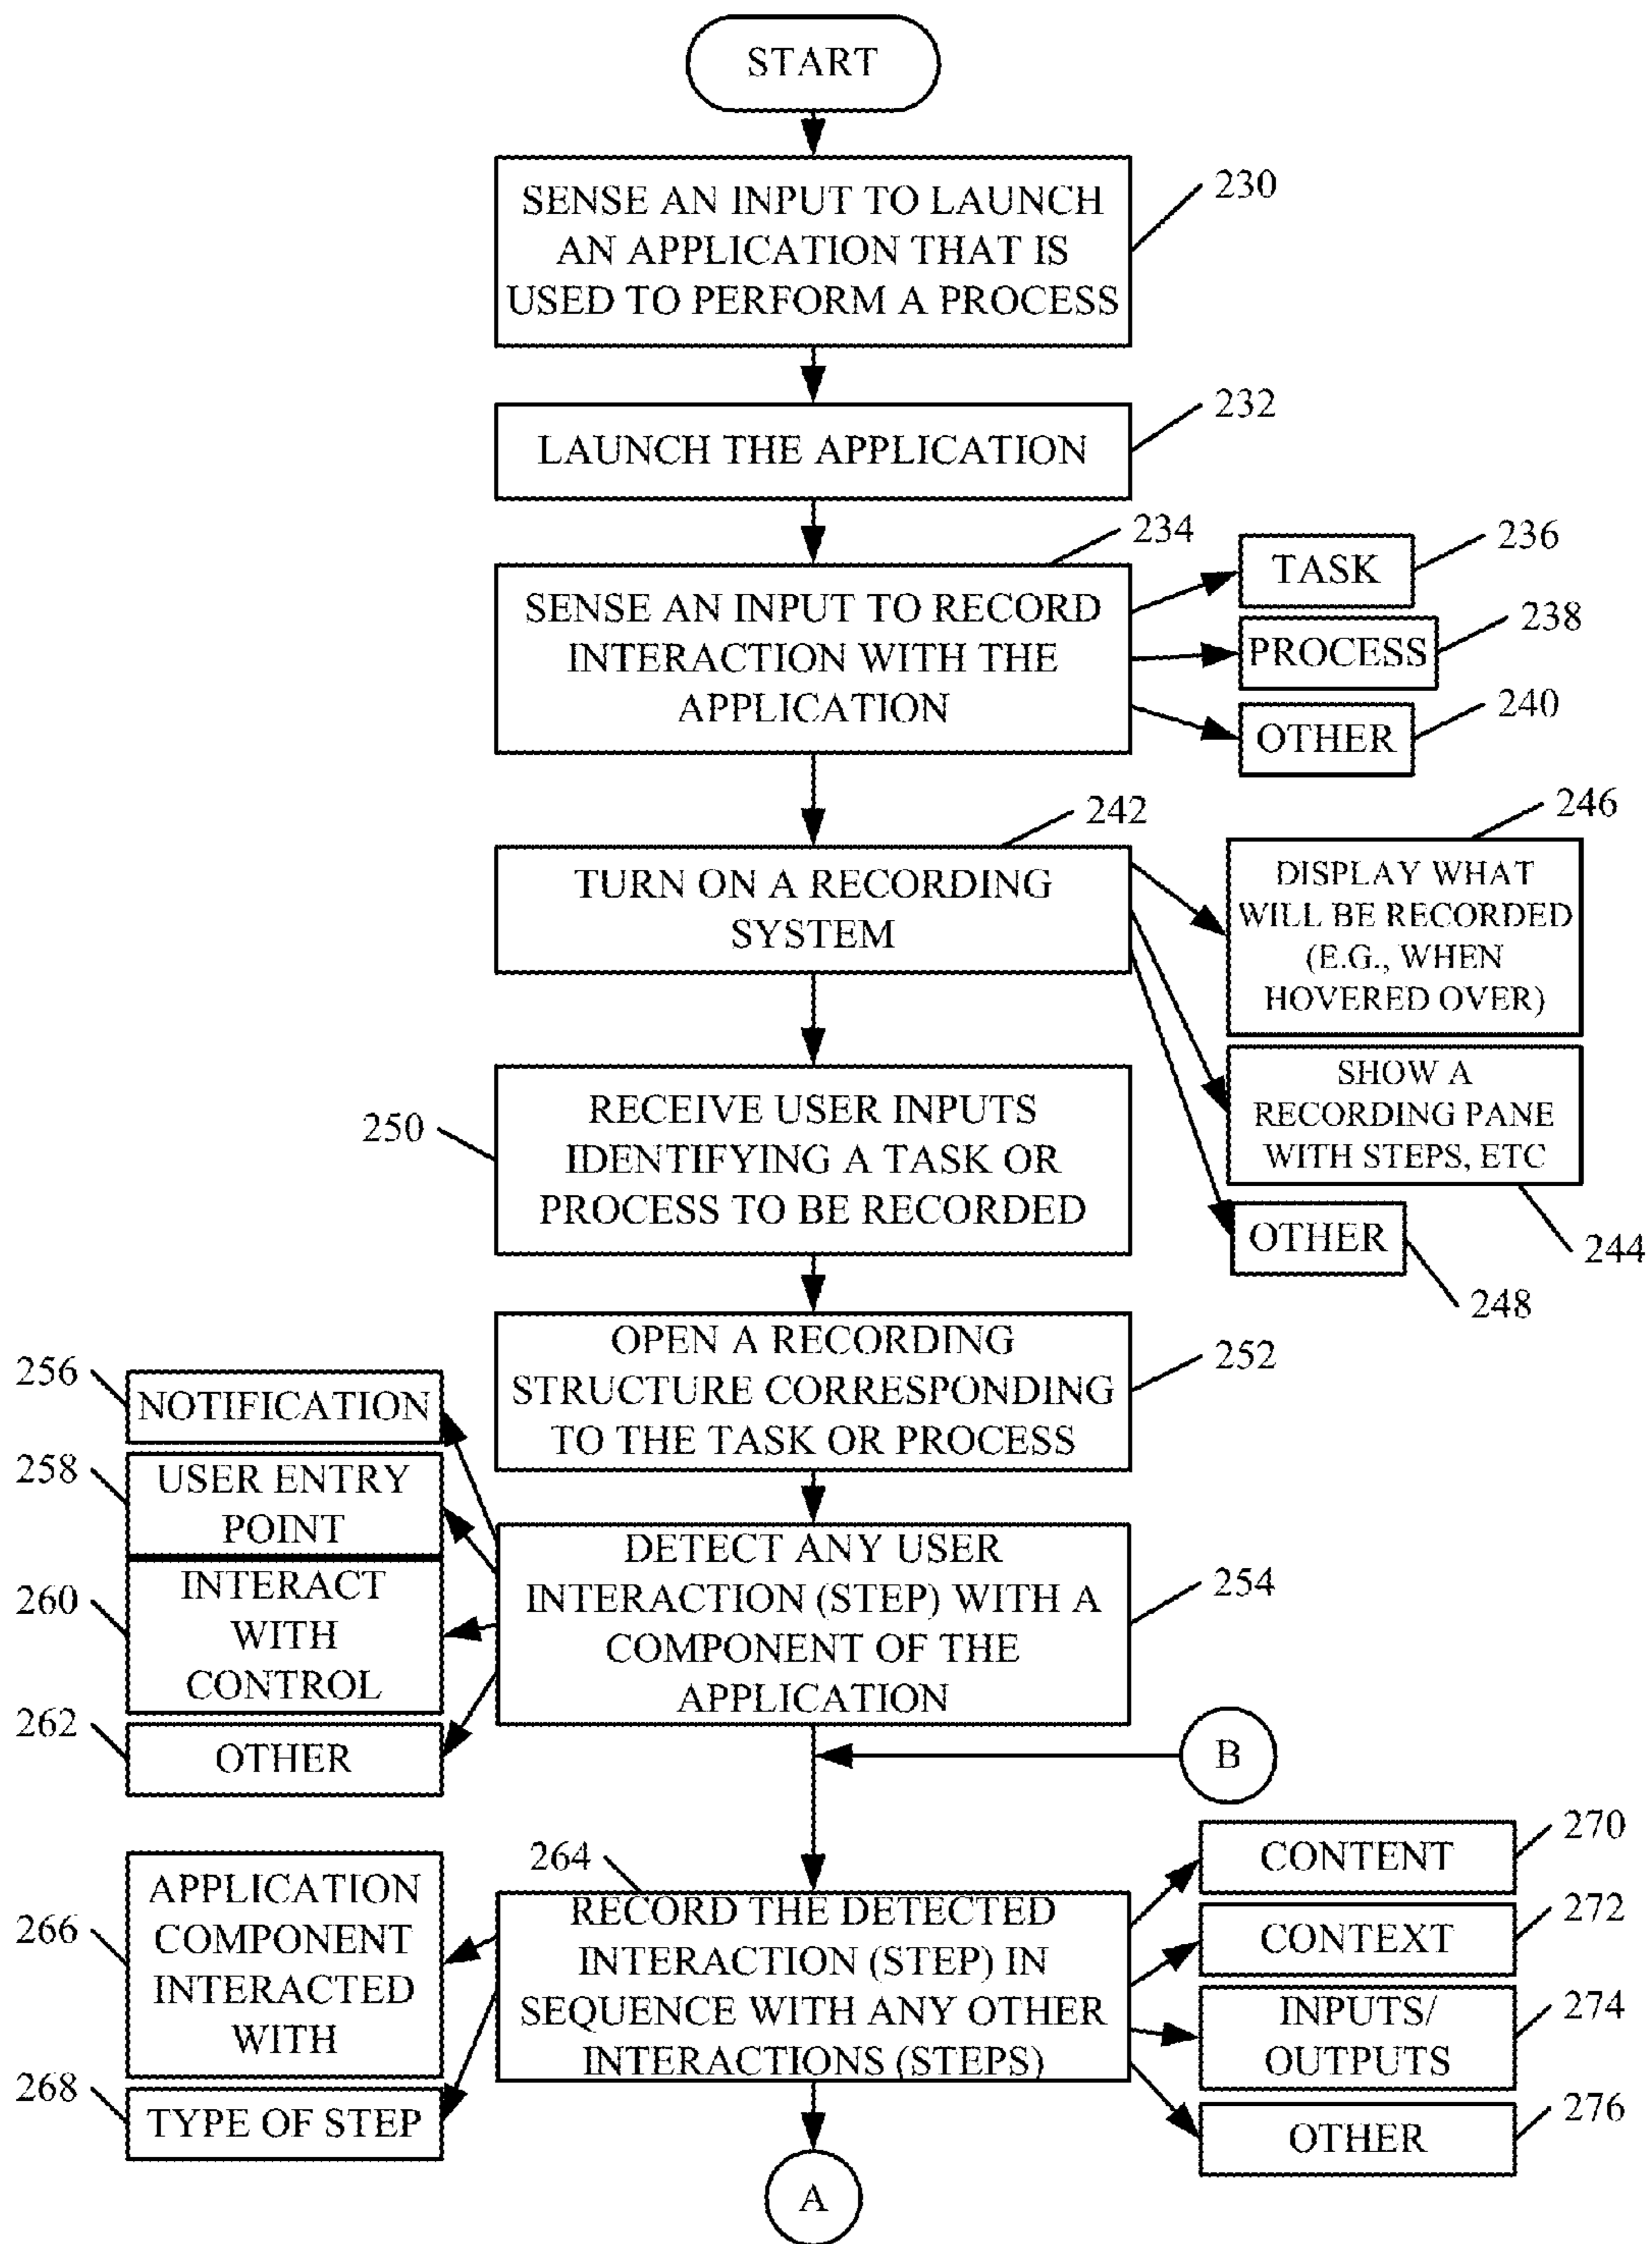 START
SENSE AN INPUT TO LAUNCH
AN APPLICATION THAT IS
USED TO PERFORM A PROCESS
230
LAUNCH THE APPLICATION
232
SENSE AN INPUT TO RECORD
INTERACTION WITH THE
APPLICATION
234
TASK
236
PROCESS
238
OTHER
240
TURN ON A RECORDING
SYSTEM
242
DISPLAY WHAT
WILL BE RECORDED
(E.G., WHEN
HOVERED OVER)
246
SHOW A
RECORDING PANE
WITH STEPS, ETC
244
OTHER
248
250
RECEIVE USER INPUTS
IDENTIFYING A TASK OR
PROCESS TO BE RECORDED
OPEN A RECORDING
STRUCTURE CORRESPONDING
TO THE TASK OR PROCESS
252
256
NOTIFICATION
258
USER ENTRY
POINT
260
INTERACT
WITH
CONTROL
262
OTHER
DETECT ANY USER
INTERACTION (STEP) WITH A
COMPONENT OF THE
APPLICATION
254
B
264
RECORD THE DETECTED
INTERACTION (STEP) IN
SEQUENCE WITH ANY OTHER
INTERACTIONS (STEPS)
266
APPLICATION
COMPONENT
INTERACTED
WITH
268
TYPE OF STEP
CONTENT
270
CONTEXT
272
INPUTS/
OUTPUTS
274
OTHER
276
A